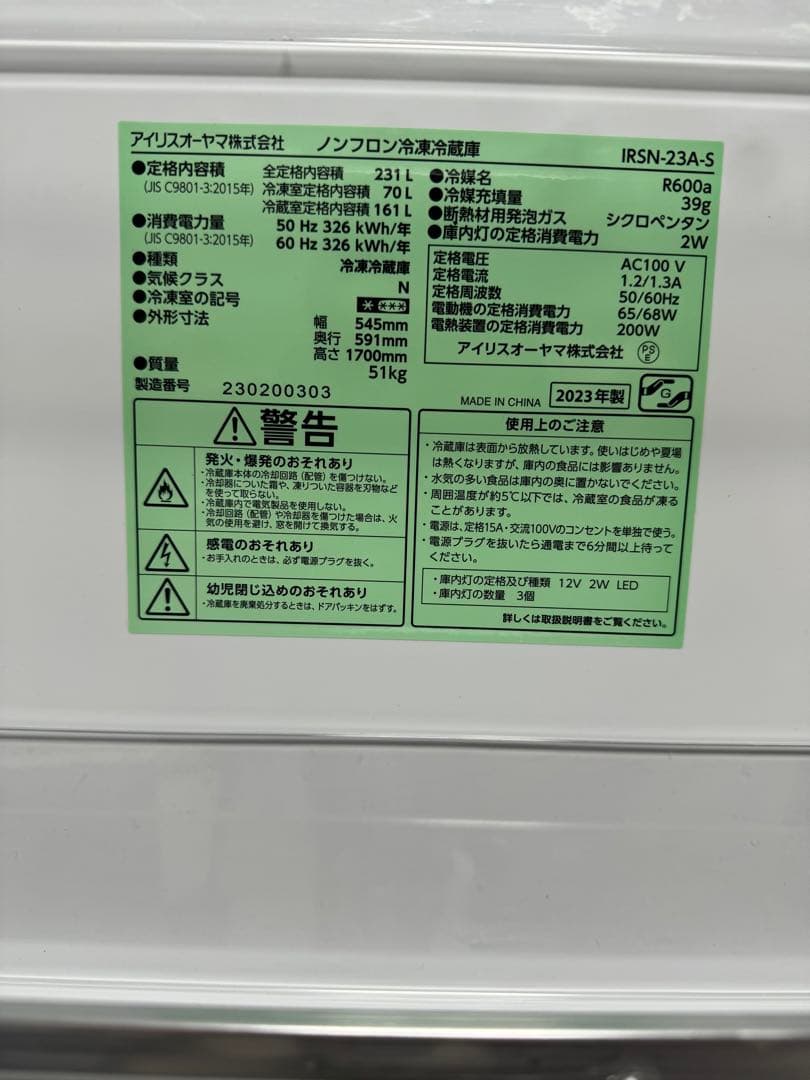 アイリスオーヤマ株式会社 ノンフロン冷凍冷蔵庫 IRSN-23A-S
●定格内容積 全定格内容積 231 L
(JIS C9801-3:2015年) 冷凍室定格内容積 70 L
冷蔵室定格内容積 161 L
●消費電力量 50 Hz 326 kWh/年
(JIS C9801-3:2015年) 60 Hz 326 kWh/年
●種類 冷凍冷蔵庫
●気候クラス N
●冷凍室の記号
●外形寸法 幅 545mm
奥行 591mm
高さ 1700mm
●質量 51kg
製造番号 230200303
●冷媒名 R600a
●冷媒充填量 39g
●断熱材用発泡ガス シクロペンタン
●庫内灯の定格消費電力 2W
定格電圧 AC100 V
定格電流 1.2/1.3A
定格周波数 50/60Hz
電動機の定格消費電力 65/68W
電熱装置の定格消費電力 200W
アイリスオーヤマ株式会社 PSE
MADE IN CHINA 2023年製 G
警告
発火・爆発のおそれあり
・冷蔵庫本体の冷却回路(配管)を傷つけない。
・冷却器についた霜や、凍りついた容器を刃物など
を使って取らない。
・冷蔵庫内で電気製品を使用しない。
・冷却回路(配管)や冷却器を傷つけた場合は、火
気の使用を避け、窓を開けて換気する。
感電のおそれあり
・お手入れのときは、必ず電源プラグを抜く。
幼児閉じ込めのおそれあり
・冷蔵庫を廃棄処分するときは、ドアパッキンをはずす。
使用上のご注意
・冷蔵庫は表面から放熱しています。使いはじめや夏場
は熱くなりますが、庫内の食品には影響ありません。
・水気の多い食品は庫内の奥に置かないでください。
・周囲温度が約5℃以下では、冷蔵室の食品が凍る
ことがあります。
・電源は、定格15A・交流100Vのコンセントを単独で使う。
・電源プラグを抜いたら通電まで6分間以上待って
ください。
・庫内灯の定格及び種類 12V 2W LED
・庫内灯の数量 3個
詳しくは取扱説明書をご覧ください。